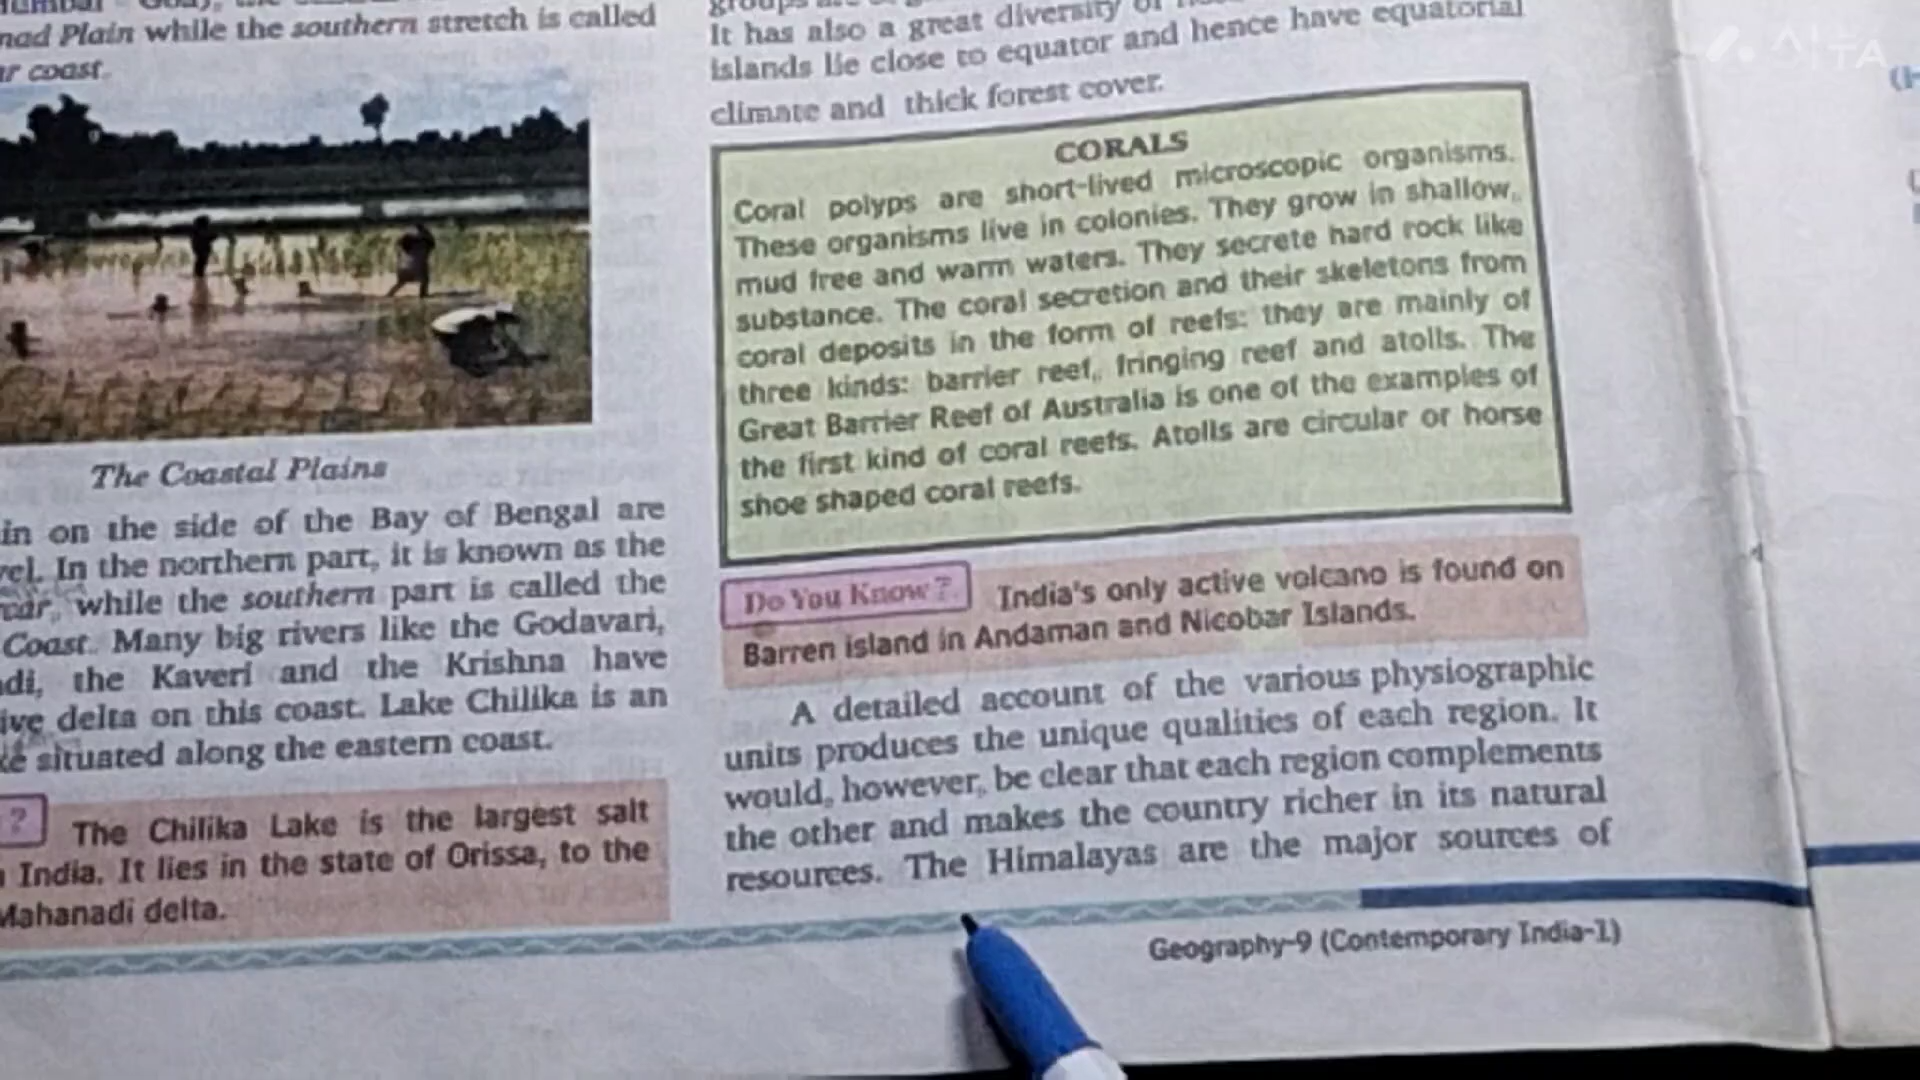 nad Plain while the southern stretch is called
ar coast.
The Coastal Plains
in on the side of the Bay of Bengal are
vel. In the northern part, it is known as the
car, while the southern part is called the
Coast. Many big rivers like the Godavari,
adi, the Kaveri and the Krishna have
ive delta on this coast. Lake Chilika is an
ke situated along the eastern coast.
? The Chilika Lake is the largest salt
India. It lies in the state of Orissa, to the
Mahanadi delta.
It has also a great diversity of
islands lie close to equator and hence have equatorial
climate and thick forest cover.
CORALS
Coral polyps are short-lived microscopic organisms.
These organisms live in colonies. They grow in shallow,
mud free and warm waters. They secrete hard rock like
substance. The coral secretion and their skeletons from
coral deposits in the form of reefs: they are mainly of
three kinds: barrier reef, fringing reef and atolls. The
Great Barrier Reef of Australia is one of the examples of
the first kind of coral reefs. Atolls are circular or horse
shoe shaped coral reefs.
Do You Know? India's only active volcano is found on
Barren island in Andaman and Nicobar Islands.
A detailed account of the various physiographic
units produces the unique qualities of each region. It
would, however, be clear that each region complements
the other and makes the country richer in its natural
resources. The Himalayas are the major sources of
Geography-9 (Contemporary India-1)